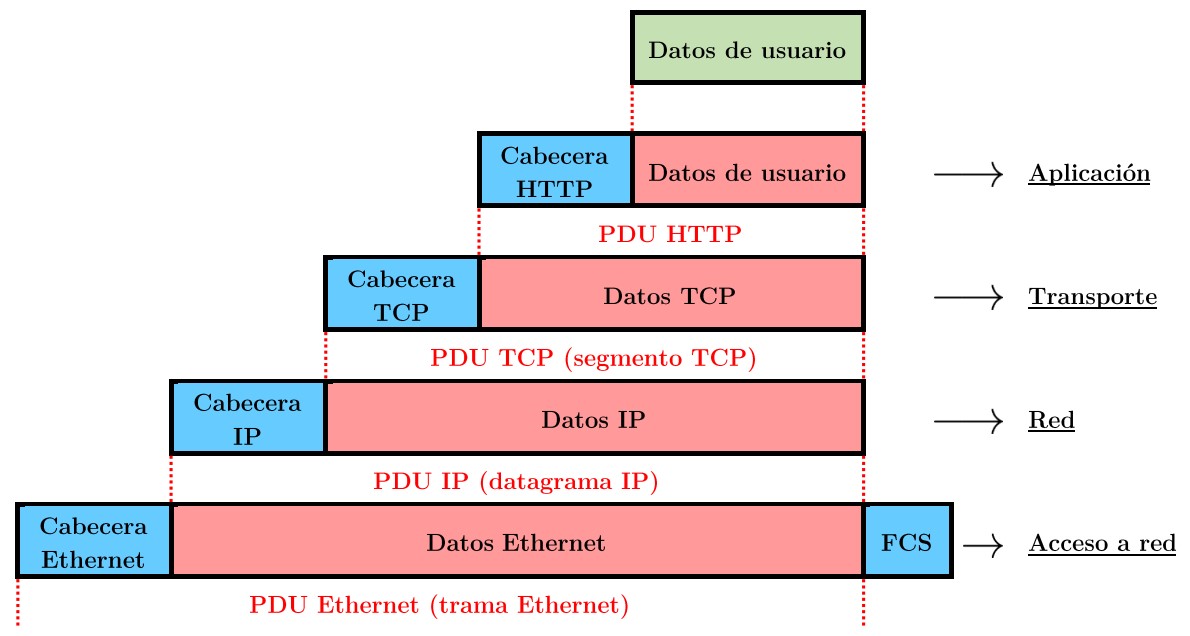 Datos de usuario
Cabecera
HTTP
Datos de usuario
Aplicación
PDU HTTP
Cabecera
TCP
Datos TCP
Transporte
PDU TCP (segmento TCP)
Cabecera
IP
Datos IP
Red
PDU IP (datagrama IP)
Cabecera
Ethernet
Datos Ethernet
FCS
Acceso a red
PDU Ethernet (trama Ethernet)